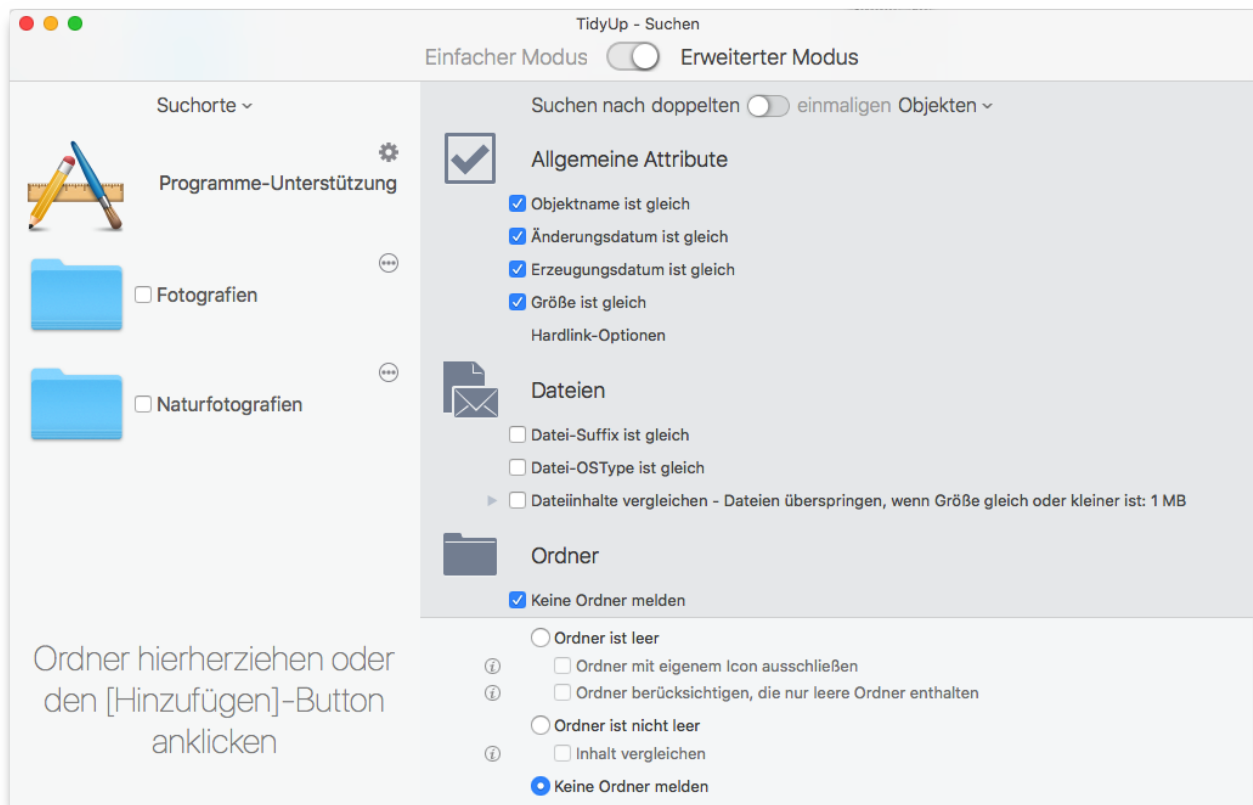 TidyUp - Suchen
Einfacher Modus Erweiterter Modus
Suchorte
Programme-Unterstützung
Fotografien
Naturfotografien
Ordner hierherziehen oder
den [Hinzufügen]-Button
anklicken
Suchen nach doppelten einmaligen Objekten
Allgemeine Attribute
Objektname ist gleich
Änderungsdatum ist gleich
Erzeugungsdatum ist gleich
Größe ist gleich
Hardlink-Optionen
Dateien
Datei-Suffix ist gleich
Datei-OSType ist gleich
Dateiinhalte vergleichen - Dateien überspringen, wenn Größe gleich oder kleiner ist: 1 MB
Ordner
Keine Ordner melden
Ordner ist leer
Ordner mit eigenem Icon ausschließen
Ordner berücksichtigen, die nur leere Ordner enthalten
Ordner ist nicht leer
Inhalt vergleichen
Keine Ordner melden